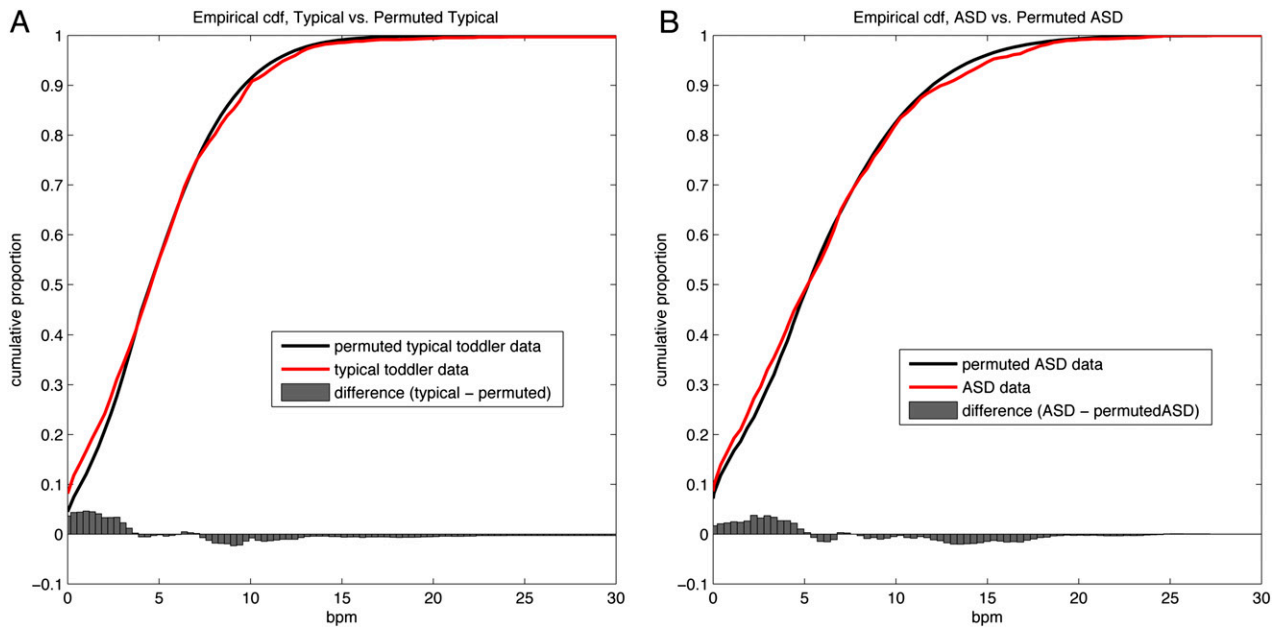 A
Empirical cdf, Typical vs. Permuted Typical
1
0.9
0.8
0.7
0.6
0.5
0.4
0.3
0.2
0.1
0
−0.1
cumulative proportion
permuted typical toddler data
typical toddler data
difference (typical − permuted)
0 5 10 15 20 25 30
bpm
B
Empirical cdf, ASD vs. Permuted ASD
1
0.9
0.8
0.7
0.6
0.5
0.4
0.3
0.2
0.1
0
−0.1
cumulative proportion
permuted ASD data
ASD data
difference (ASD − permutedASD)
0 5 10 15 20 25 30
bpm